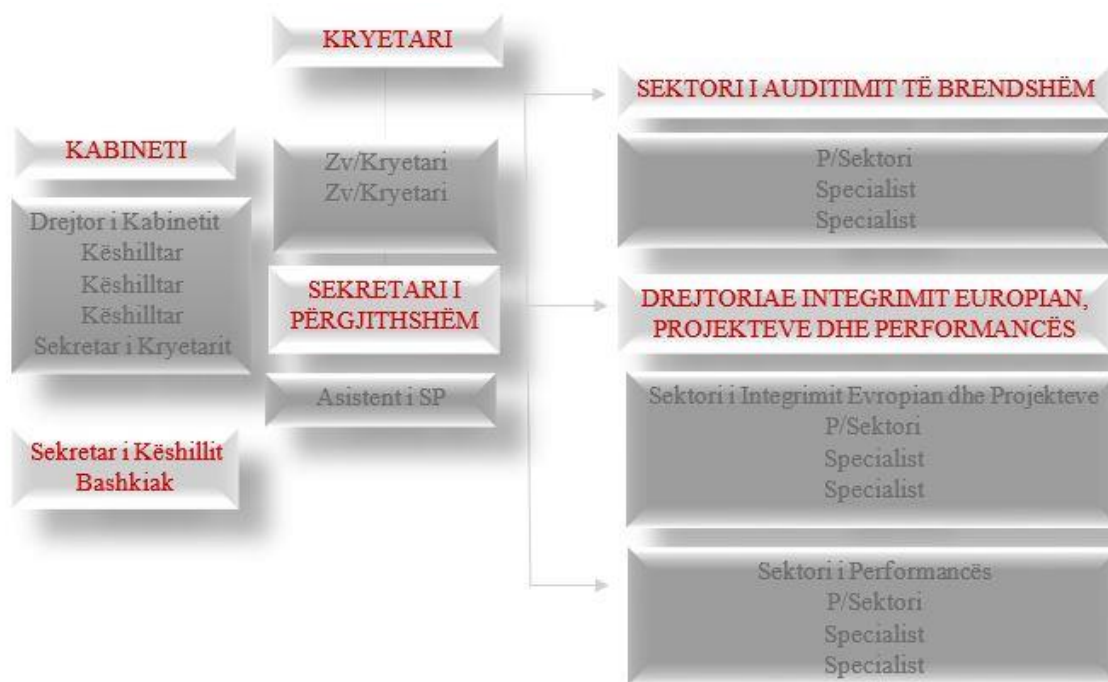 KRYETARI
Zv/Kryetari
Zv/Kryetari
KABINETI
Drejtor i Kabinetit
Këshilltar
Këshilltar
Këshilltar
Sekretar i Kryetarit
SEKRETARI I
PËRGJITHSHËM
Asistent i SP
Sekretar i Këshillit
Bashkiak
SEKTORI I AUDITIMIT TË BRENDSHËM
P/Sektori
Specialist
Specialist
DREJTORIAE INTEGRIMIT EUROPIAN,
PROJEKTEVE DHE PERFORMANCËS
Sektori i Integrimit Evropian dhe Projekteve
P/Sektori
Specialist
Specialist
Sektori i Performancës
P/Sektori
Specialist
Specialist